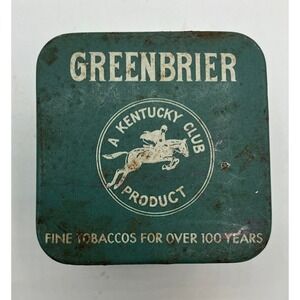 GREENBRIER
A KENTUCKY CLUB
PRODUCT
FINE TOBACCOS FOR OVER 100 YEARS